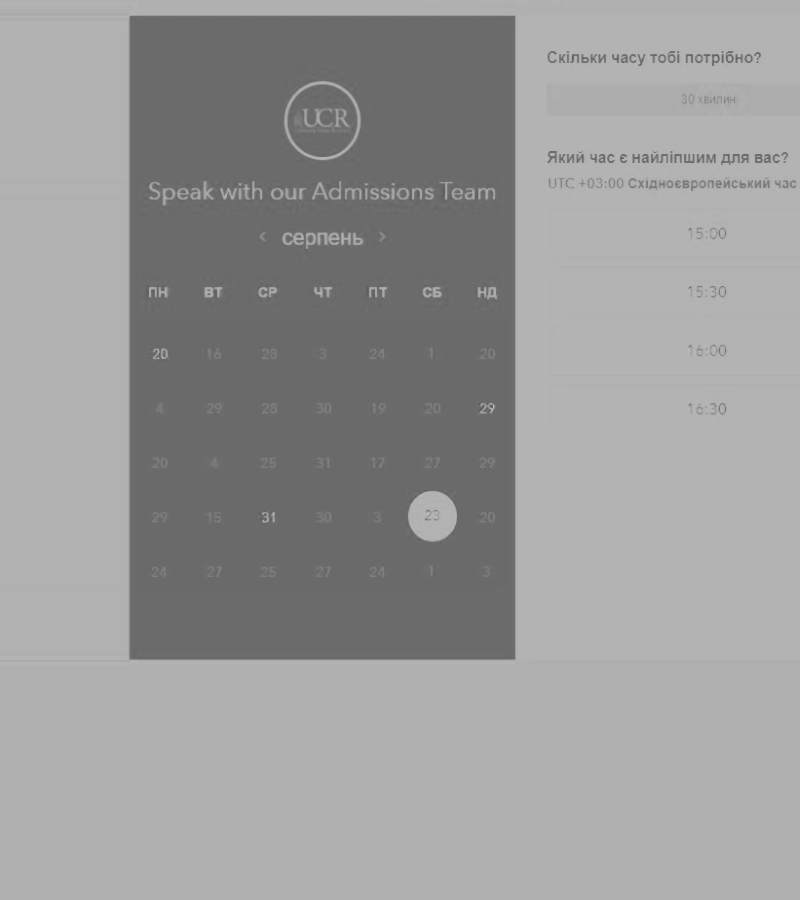 UCR
Скільки часу тобі потрібно?
30 хвилин
Speak with our Admissions Team
Який час є найліпшим для вас?
UTC +03:00 Східноєвропейський час
серпень
15:00
ПН ВТ СР ЧТ ПТ СБ НД
15:30
20 16 28 3 24 1 20
16:00
4 29 28 30 19 20 29
16:30
20 4 25 31 17 27 29
29 15 31 30 3 23 20
24 27 25 27 24 1 3